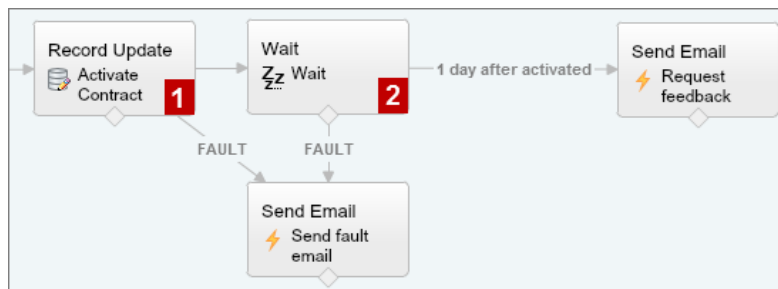 Record Update
Activate
Contract
1
Wait
Zzz... Wait
2
1 day after activated
Send Email
Request
feedback
FAULT
FAULT
Send Email
Send fault
email